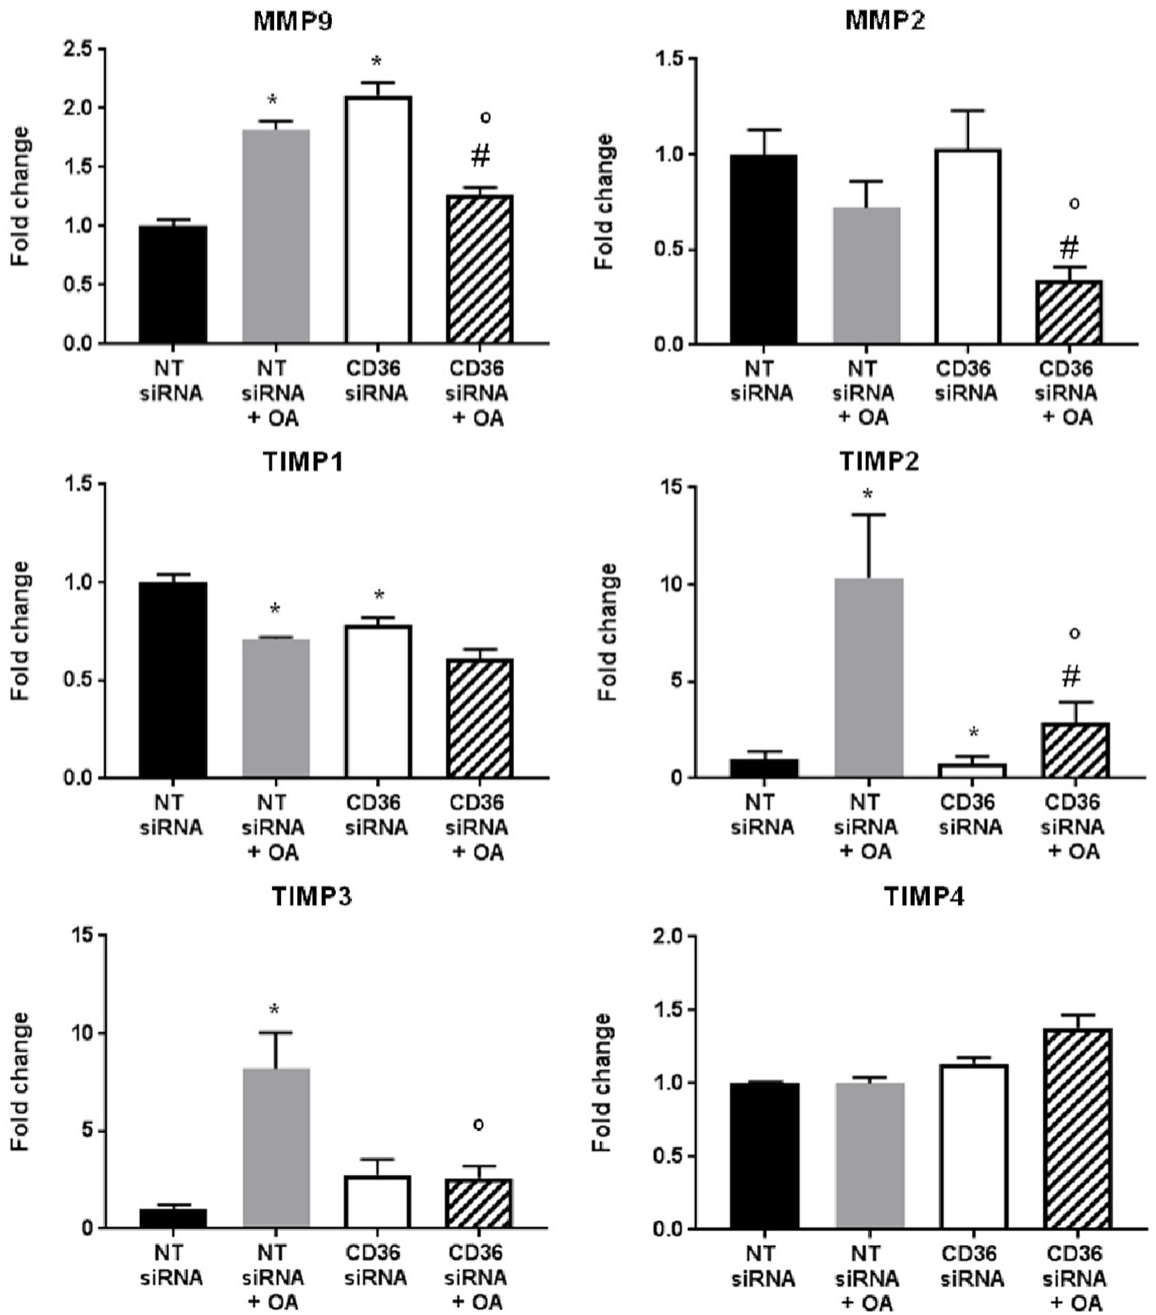 MMP9
Fold change
2.5
2.0
1.5
1.0
0.5
0.0
*
*
°
#
NT siRNA
NT siRNA + OA
CD36 siRNA
CD36 siRNA + OA
MMP2
Fold change
1.5
1.0
0.5
0.0
°
#
NT siRNA
NT siRNA + OA
CD36 siRNA
CD36 siRNA + OA
TIMP1
Fold change
1.5
1.0
0.5
0.0
*
*
NT siRNA
NT siRNA + OA
CD36 siRNA
CD36 siRNA + OA
TIMP2
Fold change
15
10
5
0
*
*
°
#
NT siRNA
NT siRNA + OA
CD36 siRNA
CD36 siRNA + OA
TIMP3
Fold change
15
10
5
0
*
°
NT siRNA
NT siRNA + OA
CD36 siRNA
CD36 siRNA + OA
TIMP4
Fold change
2.0
1.5
1.0
0.5
0.0
NT siRNA
NT siRNA + OA
CD36 siRNA
CD36 siRNA + OA